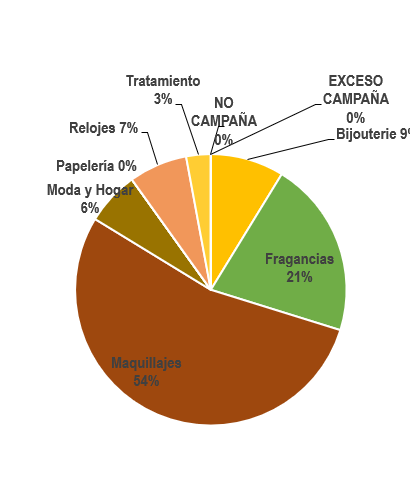 Tratamiento
3%
NO
CAMPAÑA
0%
EXCESO
CAMPAÑA
0%
Bijouterie 9%
Relojes 7%
Papelería 0%
Moda y Hogar
6%
Fragancias
21%
Maquillajes
54%